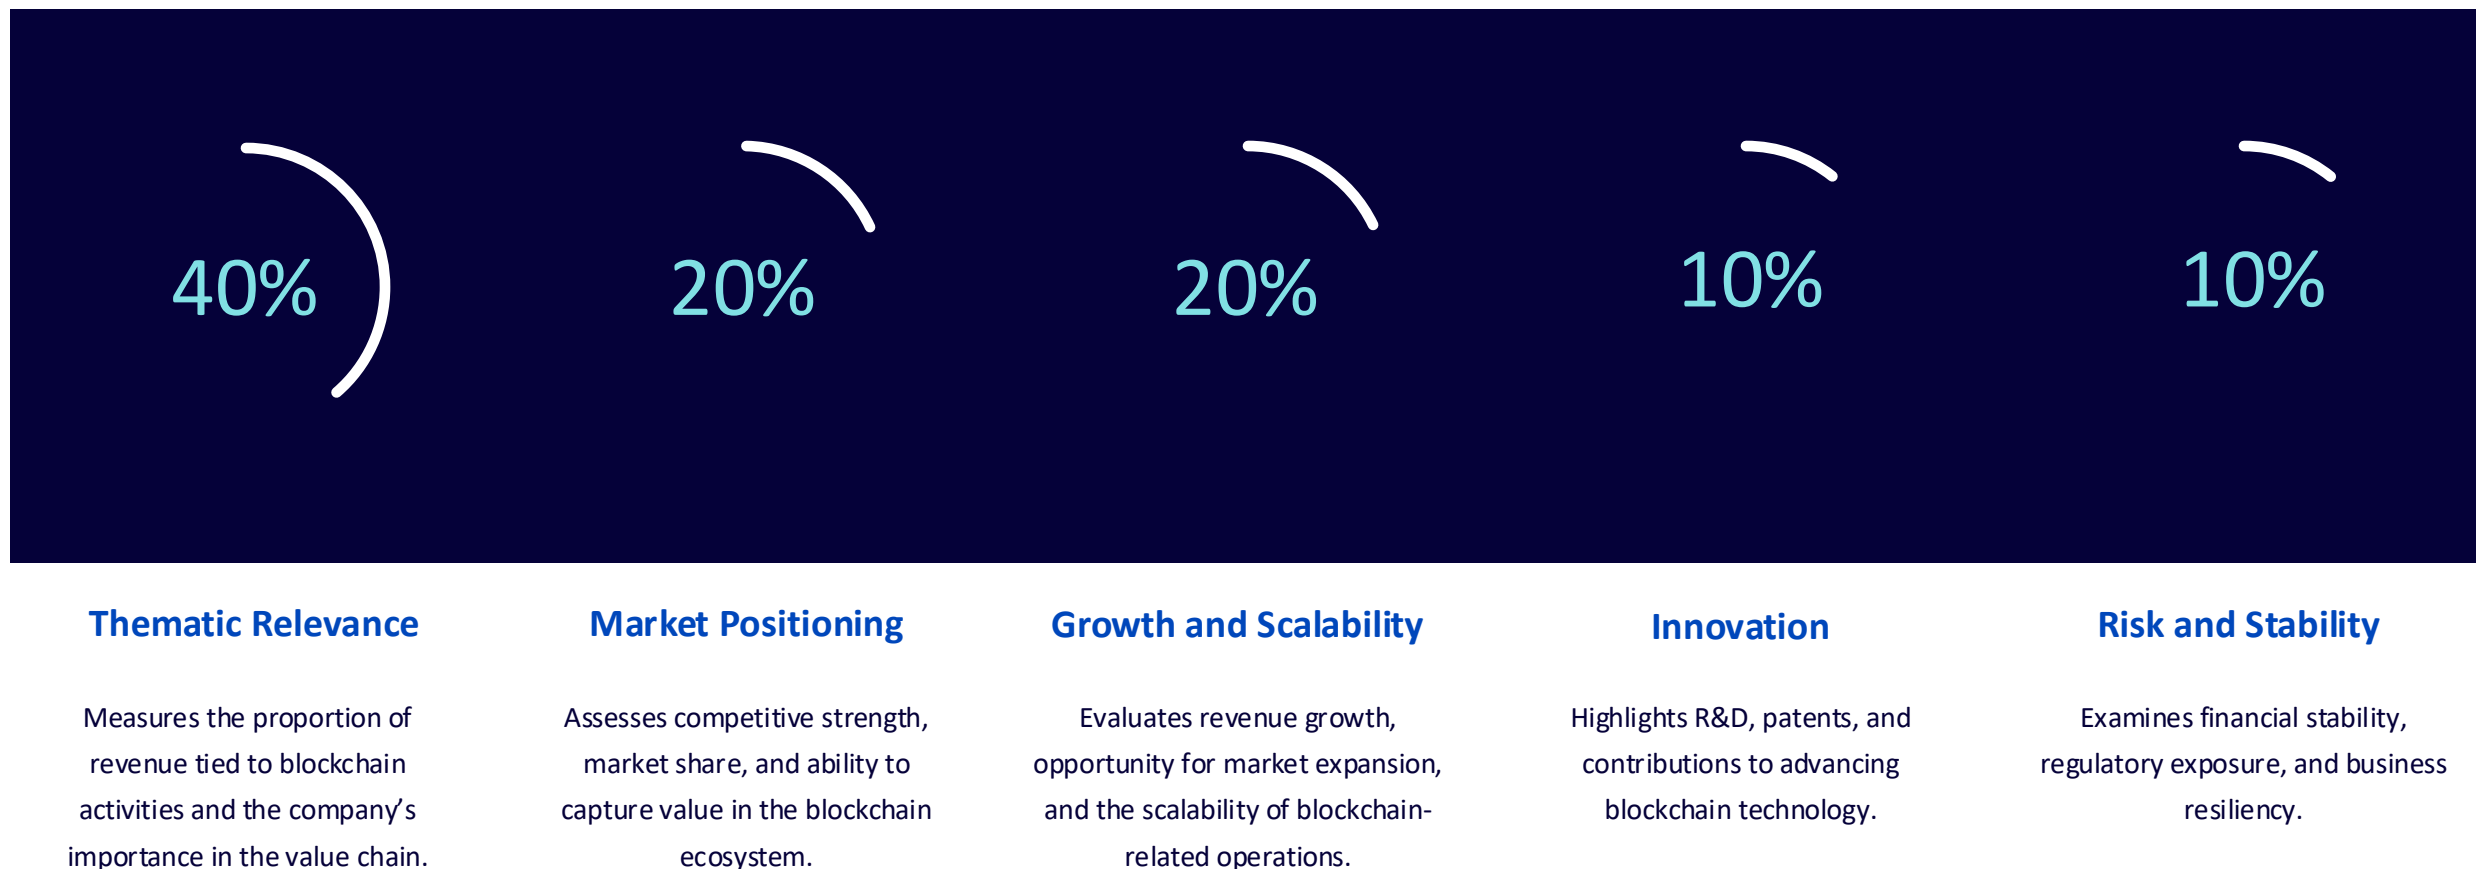 40%
20%
20%
10%
10%
Thematic Relevance
Measures the proportion of
revenue tied to blockchain
activities and the company’s
importance in the value chain.
Market Positioning
Assesses competitive strength,
market share, and ability to
capture value in the blockchain
ecosystem.
Growth and Scalability
Evaluates revenue growth,
opportunity for market expansion,
and the scalability of blockchain-
related operations.
Innovation
Highlights R&D, patents, and
contributions to advancing
blockchain technology.
Risk and Stability
Examines financial stability,
regulatory exposure, and business
resiliency.